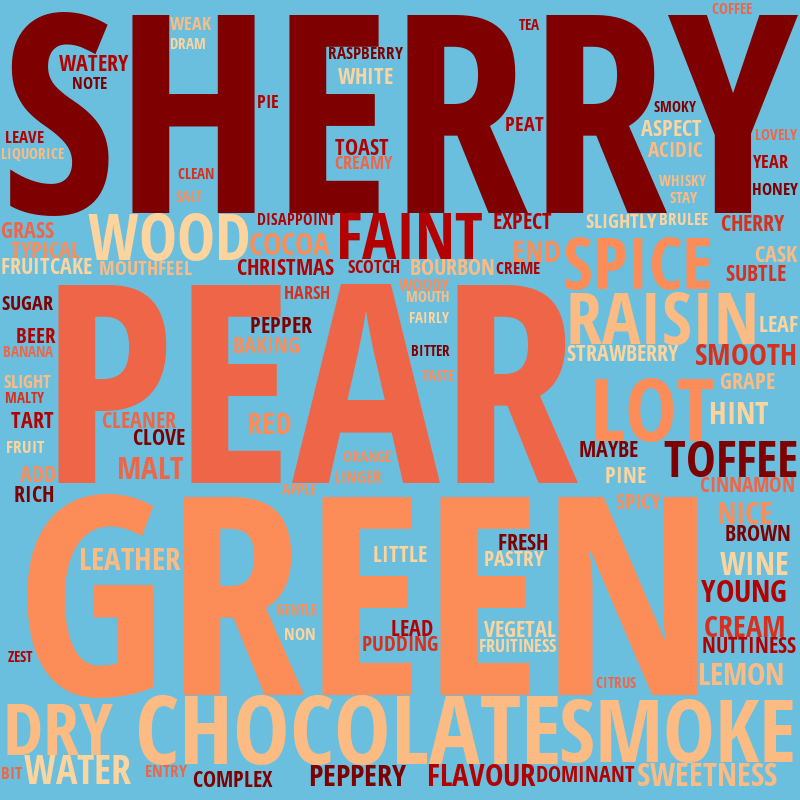 SHERRY
COFFEE
WEAK
TEA
DRAM
RASPBERRY
WATERY
WHITE
NOTE
PIE
SMOKY
PEAT
ASPECT
LOVELY
LEAVE
TOAST
ACIDIC
LIQUORICE
CREAMY
YEAR
CLEAN
WHISKY
HONEY
SALT
STAY
DISAPPOINT
EXPECT
SLIGHTLY
BRULEE
CHERRY
GRASS
WOOD
COCOA
FAINT
TYPICAL
END
SPICE
CASK
FRUITCAKE
MOUTHFEEL
CHRISTMAS
SCOTCH
BOURBON
CREME
SUBTLE
PEAR
WOODY
HARSH
MOUTH
SUGAR
RAISIN
FAIRLY
PEPPER
LEAF
BEER
BAKING
BANANA
BITTER
STRAWBERRY
SMOOTH
SLIGHT
TASTE
GRAPE
MALTY
LOT
TART
CLEANER
RED
HINT
CLOVE
FRUIT
MAYBE
ORANGE
TOFFEE
ADD
MALT
LINGER
PINE
CINNAMON
RICH
APPLE
SPICY
NICE
GREEN
BROWN
FRESH
LEATHER
LITTLE
PASTRY
WINE
YOUNG
GENTLE
NON
LEAD
VEGETAL
CREAM
PUDDING
FRUITINESS
NUTTINESS
ZEST
LEMON
CITRUS
DRY
CHOCOLATE
SMOKE
BIT
WATER
ENTRY
COMPLEX
PEPPERY
FLAVOUR
DOMINANT
SWEETNESS